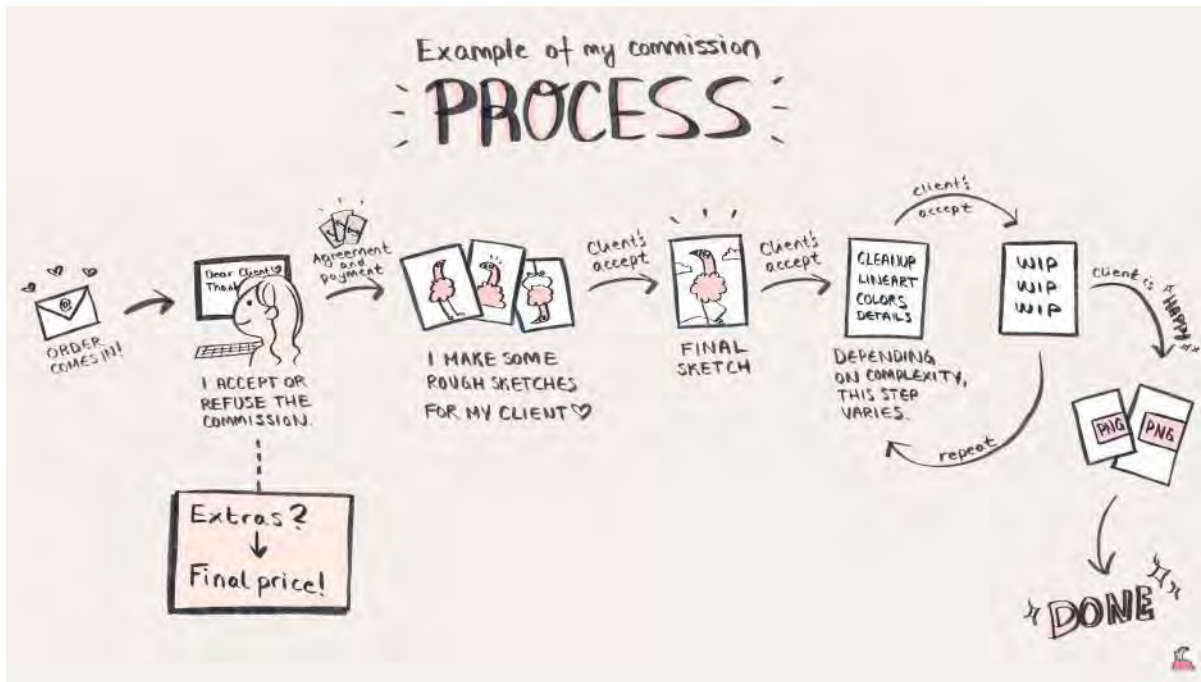 Example of my commission
PROCESS
ORDER
COMES IN!
Dear Client
Thank
I ACCEPT OR
REFUSE THE
COMMISSION.
Extras?
Final price!
Agreement
and
payment
I MAKE SOME
ROUGH SKETCHES
FOR MY CLIENT♡
Client's
accept
FINAL
SKETCH
Client's
accept
CLEANUP
LINEART
COLORS
DETAILS
DEPENDING
ON COMPLEXITY,
THIS STEP
VARIES.
client's
accept
WIP
WIP
WIP
repeat
client is
HAPPY
PNG
PNG
DONE